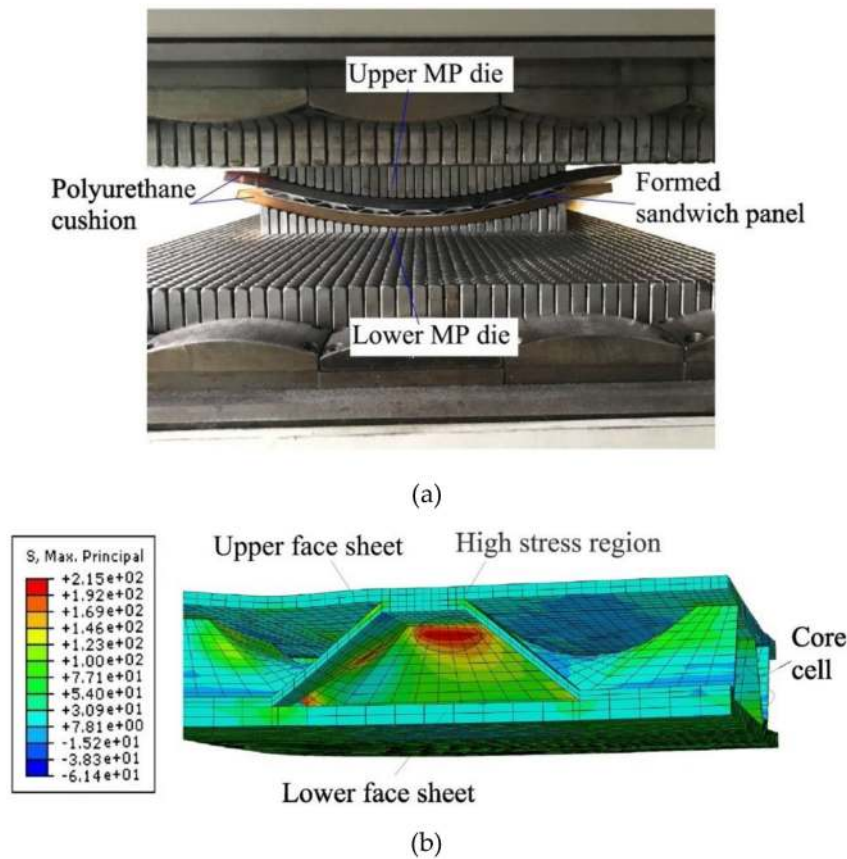 Upper MP die
Polyurethane
cushion
Formed
sandwich panel
Lower MP die
(a)
Upper face sheet
High stress region
S, Max. Principal
+2.15e+02
+1.92e+02
+1.69e+02
+1.46e+02
+1.23e+02
+1.00e+02
+7.71e+01
+5.40e+01
+3.09e+01
+7.81e+00
-1.52e+01
-3.83e+01
-6.14e+01
Core
cell
Lower face sheet
(b)